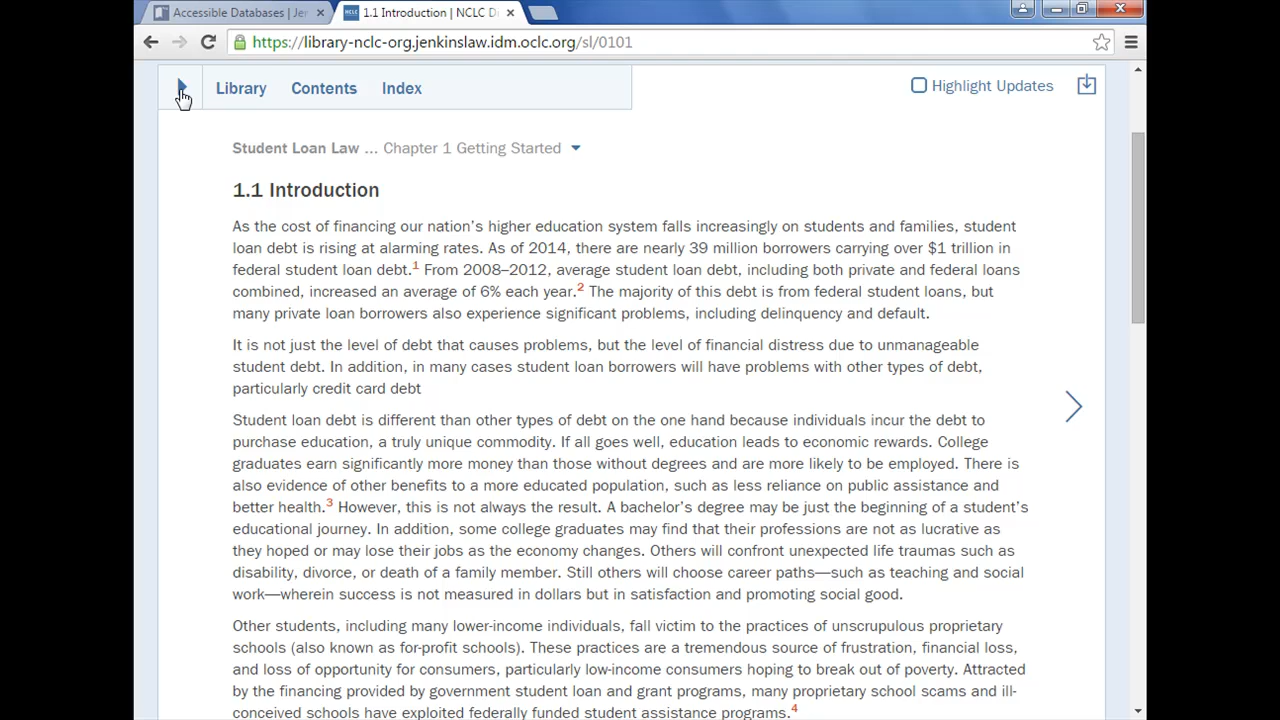 Accessible Databases | Jer
NCLC
1.1 Introduction | NCLC Di
https://library-nclc-org.jenkinslaw.idm.oclc.org/sl/0101
Library Contents Index
Highlight Updates
Student Loan Law ... Chapter 1 Getting Started
1.1 Introduction
As the cost of financing our nation's higher education system falls increasingly on students and families, student
loan debt is rising at alarming rates. As of 2014, there are nearly 39 million borrowers carrying over $1 trillion in
federal student loan debt.1 From 2008–2012, average student loan debt, including both private and federal loans
combined, increased an average of 6% each year.2 The majority of this debt is from federal student loans, but
many private loan borrowers also experience significant problems, including delinquency and default.
It is not just the level of debt that causes problems, but the level of financial distress due to unmanageable
student debt. In addition, in many cases student loan borrowers will have problems with other types of debt,
particularly credit card debt
Student loan debt is different than other types of debt on the one hand because individuals incur the debt to
purchase education, a truly unique commodity. If all goes well, education leads to economic rewards. College
graduates earn significantly more money than those without degrees and are more likely to be employed. There is
also evidence of other benefits to a more educated population, such as less reliance on public assistance and
better health.3 However, this is not always the result. A bachelor's degree may be just the beginning of a student's
educational journey. In addition, some college graduates may find that their professions are not as lucrative as
they hoped or may lose their jobs as the economy changes. Others will confront unexpected life traumas such as
disability, divorce, or death of a family member. Still others will choose career paths—such as teaching and social
work—wherein success is not measured in dollars but in satisfaction and promoting social good.
Other students, including many lower-income individuals, fall victim to the practices of unscrupulous proprietary
schools (also known as for-profit schools). These practices are a tremendous source of frustration, financial loss,
and loss of opportunity for consumers, particularly low-income consumers hoping to break out of poverty. Attracted
by the financing provided by government student loan and grant programs, many proprietary school scams and ill-
conceived schools have exploited federally funded student assistance programs.4